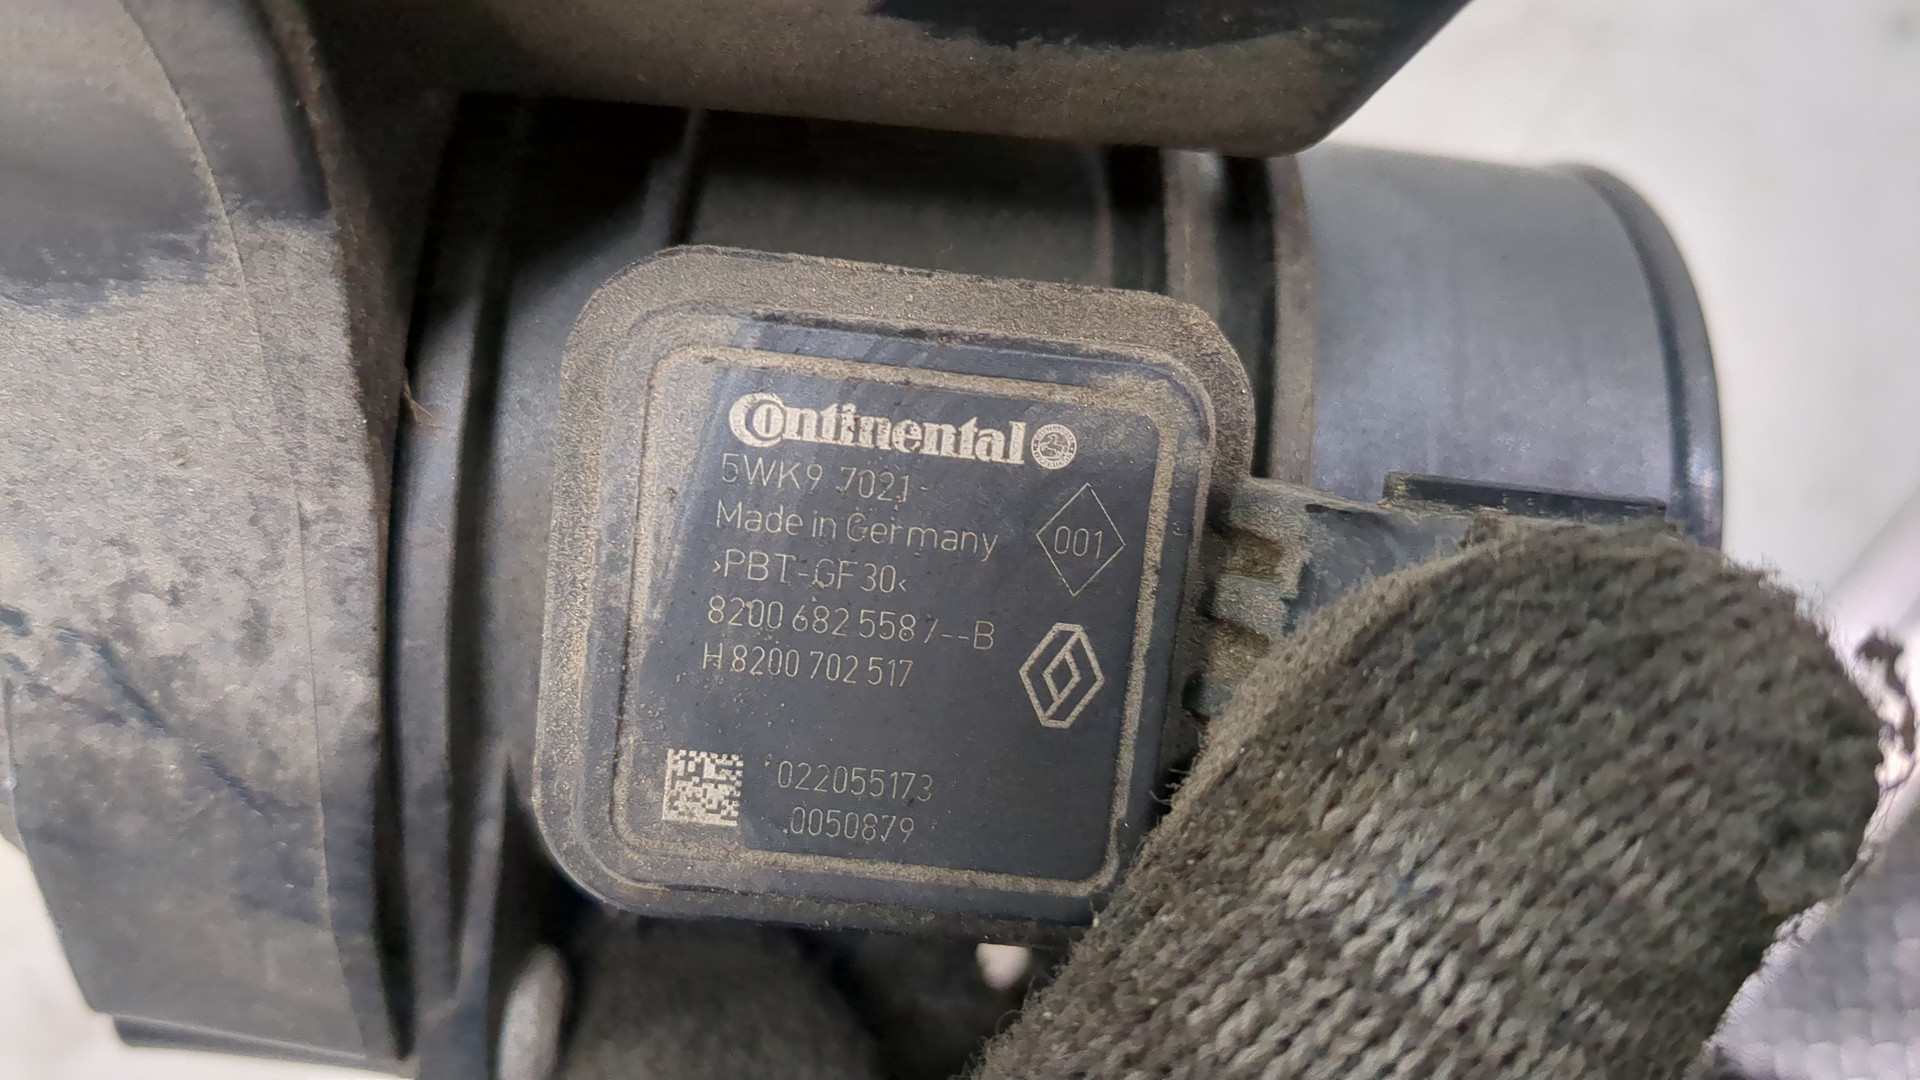 Continental
5WK9 7021
Made in Germany
001
>PBT-GF30<
8200 682 558 7--B
H 8200 702 517
022055173
0050879